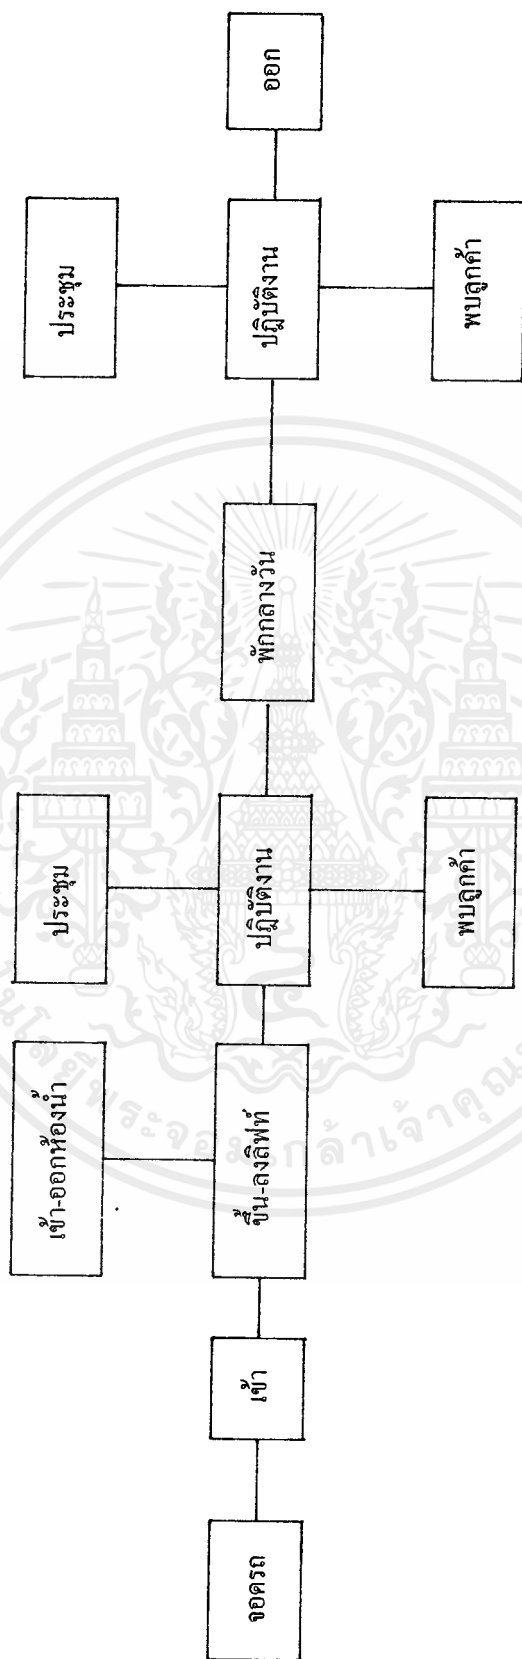 จอดรถ
เข้า
เข้า-ออกห้องน้ำ
ขึ้น-ลงลิฟท์
ประชุม
ปฏิบัติงาน
พบลูกค้า
พักกลางวัน
ประชุม
ปฏิบัติงาน
พบลูกค้า
ออก